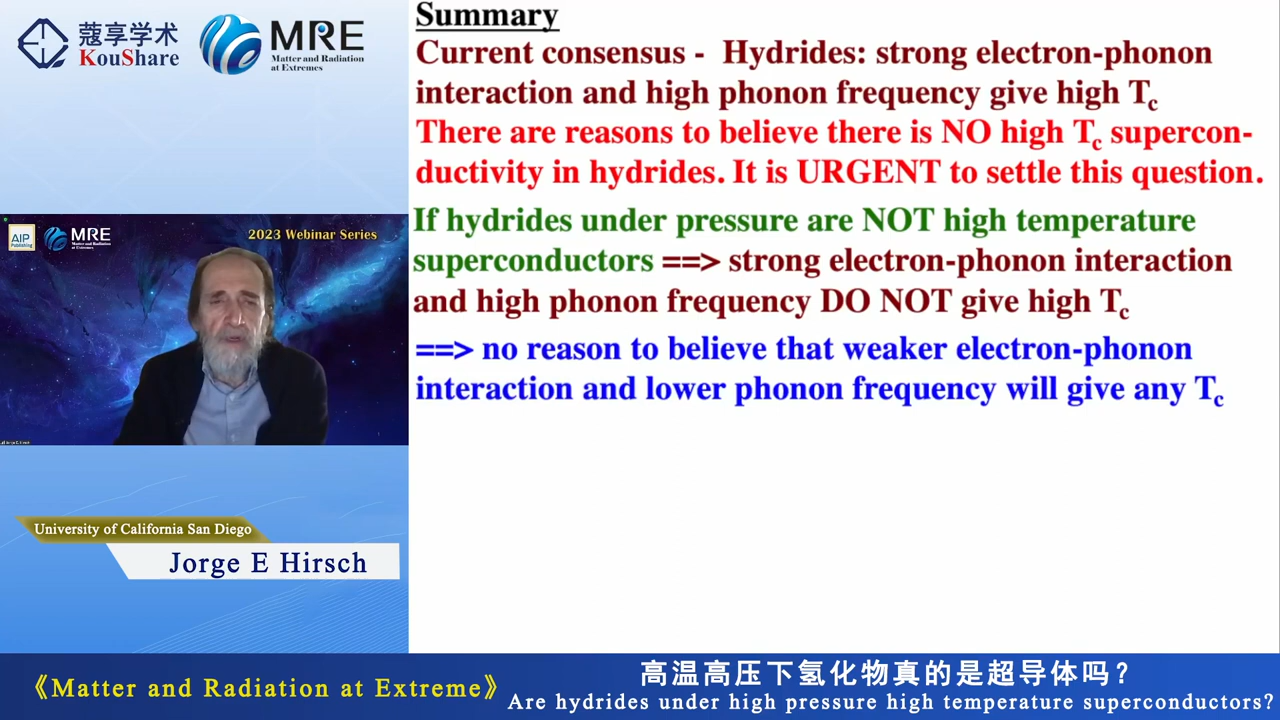 蔻享学术
KouShare
MRE
Matter and Radiation
at Extremes
Summary
Current consensus - Hydrides: strong electron-phonon
interaction and high phonon frequency give high Tc
There are reasons to believe there is NO high Tc supercon-
ductivity in hydrides. It is URGENT to settle this question.
If hydrides under pressure are NOT high temperature
superconductors ==> strong electron-phonon interaction
and high phonon frequency DO NOT give high Tc
==> no reason to believe that weaker electron-phonon
interaction and lower phonon frequency will give any Tc
AIP
Publishing
MRE
Matter and Radiation
at Extremes
2023 Webinar Series
University of California San Diego
Jorge E Hirsch
《Matter and Radiation at Extreme》
高温高压下氢化物真的是超导体吗？
Are hydrides under high pressure high temperature superconductors?